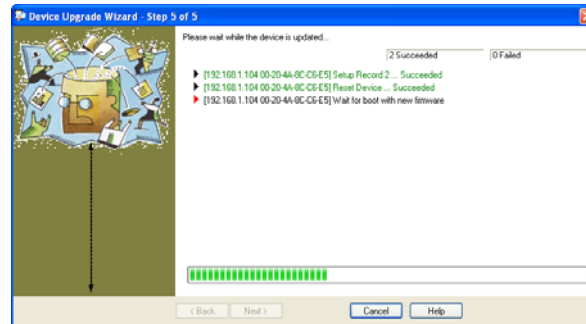 Device Upgrade Wizard - Step 5 of 5
Please wait while the device is updated...
2 Succeeded
0 Failed
[192.168.1.104 00-20-4A-8C-C6-E5] Setup Record 2 ... Succeeded
[192.168.1.104 00-20-4A-8C-C6-E5] Reset Device ... Succeeded
[192.168.1.104 00-20-4A-8C-C6-E5] Wait for boot with new firmware
< Back
Next >
Cancel
Help